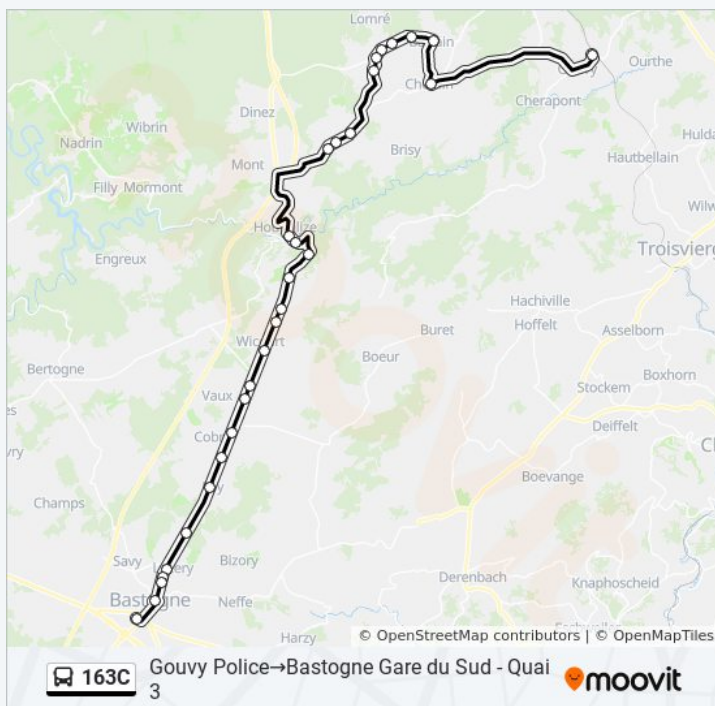 Lomré
Ourthe
Dinez
Cherapont
Wibrin
Nadrin
Brisy
Huldar
Hautbellain
Mont
Filly Mormont
Wilw
Engreux
Troisvierg
Hachiville
Hoffelt
Buret
Asselborn
Bertogne
Boeur
Boxhorn
Vaux
Stockem
Deiffelt
Boevange
Champs
Savy
Bizory
Derenbach
Bastogne
Neffe
Knaphoscheid
Harzy
© OpenStreetMap contributors | © OpenMapTiles
163C
Gouvy Police→Bastogne Gare du Sud - Quai
3
moovit